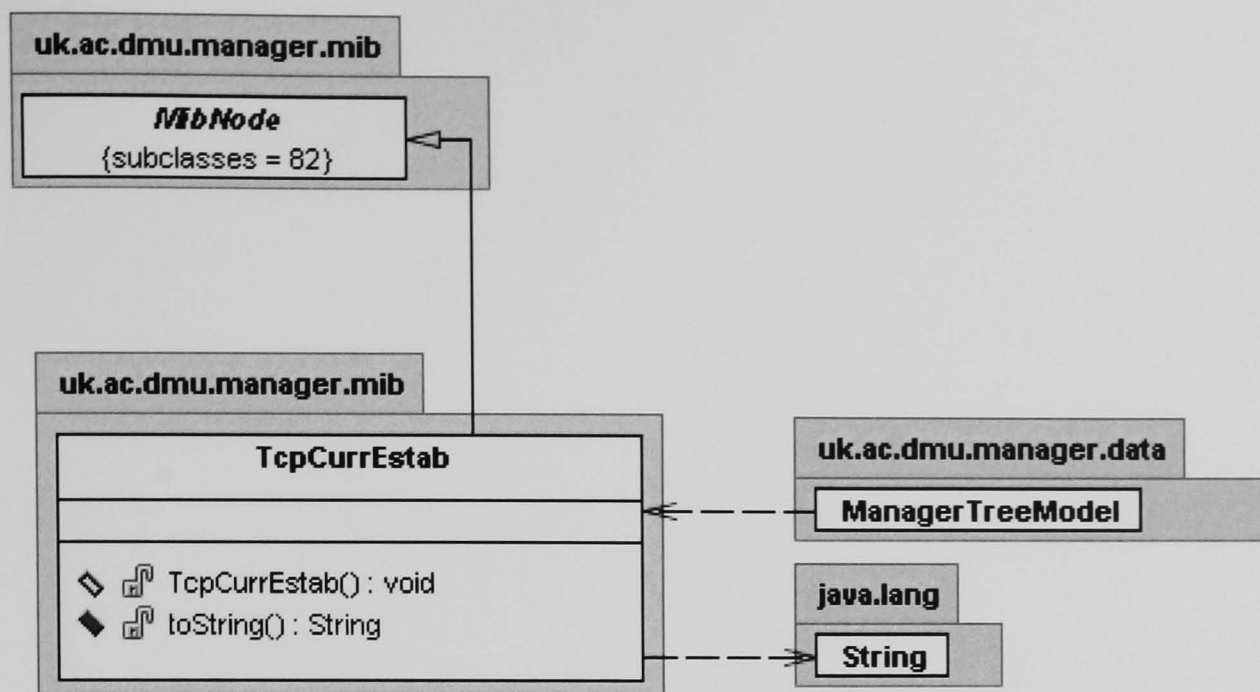 uk.ac.dmu.manager.mib
MibNode
{subclasses = 82}
uk.ac.dmu.manager.mib
TcpCurrEstab
TcpCurrEstab() : void
toString() : String
uk.ac.dmu.manager.data
ManagerTreeModel
java.lang
String